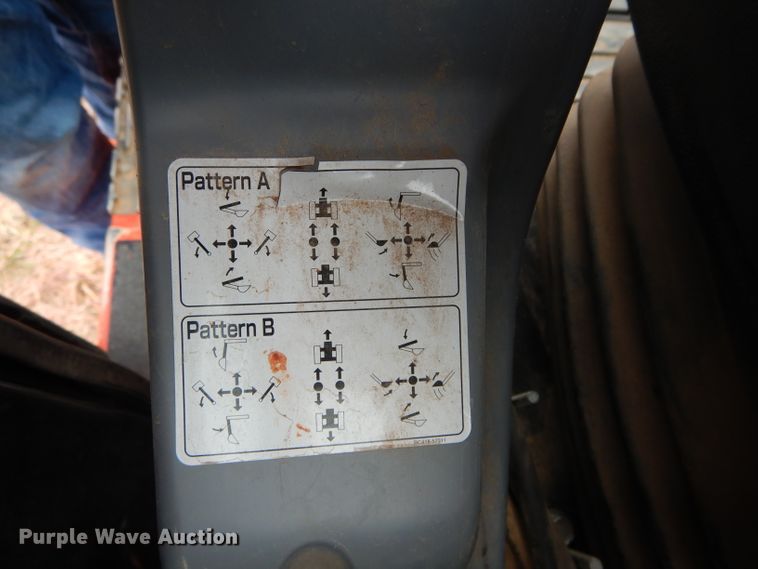 Pattern A
Pattern B
Purple Wave Auction®